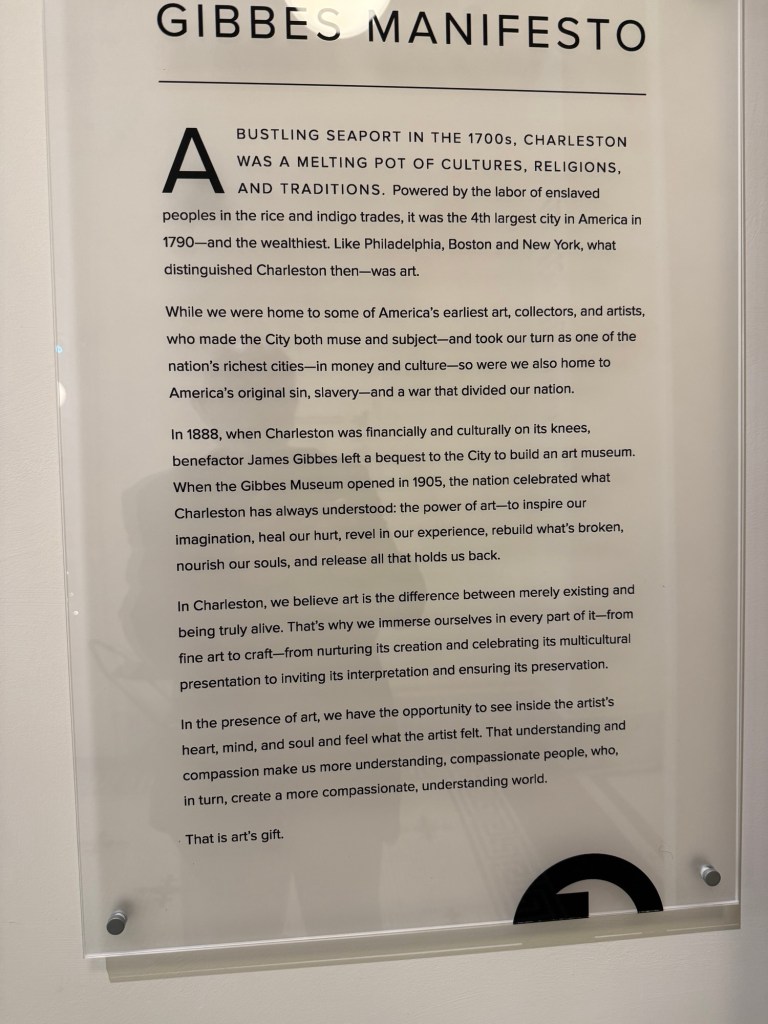 GIBBES MANIFESTO
A BUSTLING SEAPORT IN THE 1700s, CHARLESTON
WAS A MELTING POT OF CULTURES, RELIGIONS,
AND TRADITIONS. Powered by the labor of enslaved
peoples in the rice and indigo trades, it was the 4th largest city in America in
1790—and the wealthiest. Like Philadelphia, Boston and New York, what
distinguished Charleston then—was art.
While we were home to some of America's earliest art, collectors, and artists,
who made the City both muse and subject—and took our turn as one of the
nation's richest cities—in money and culture—so were we also home to
America's original sin, slavery—and a war that divided our nation.
In 1888, when Charleston was financially and culturally on its knees,
benefactor James Gibbes left a bequest to the City to build an art museum.
When the Gibbes Museum opened in 1905, the nation celebrated what
Charleston has always understood: the power of art—to inspire our
imagination, heal our hurt, revel in our experience, rebuild what's broken,
nourish our souls, and release all that holds us back.
In Charleston, we believe art is the difference between merely existing and
being truly alive. That's why we immerse ourselves in every part of it—from
fine art to craft—from nurturing its creation and celebrating its multicultural
presentation to inviting its interpretation and ensuring its preservation.
In the presence of art, we have the opportunity to see inside the artist's
heart, mind, and soul and feel what the artist felt. That understanding and
compassion make us more understanding, compassionate people, who,
in turn, create a more compassionate, understanding world.
That is art's gift.